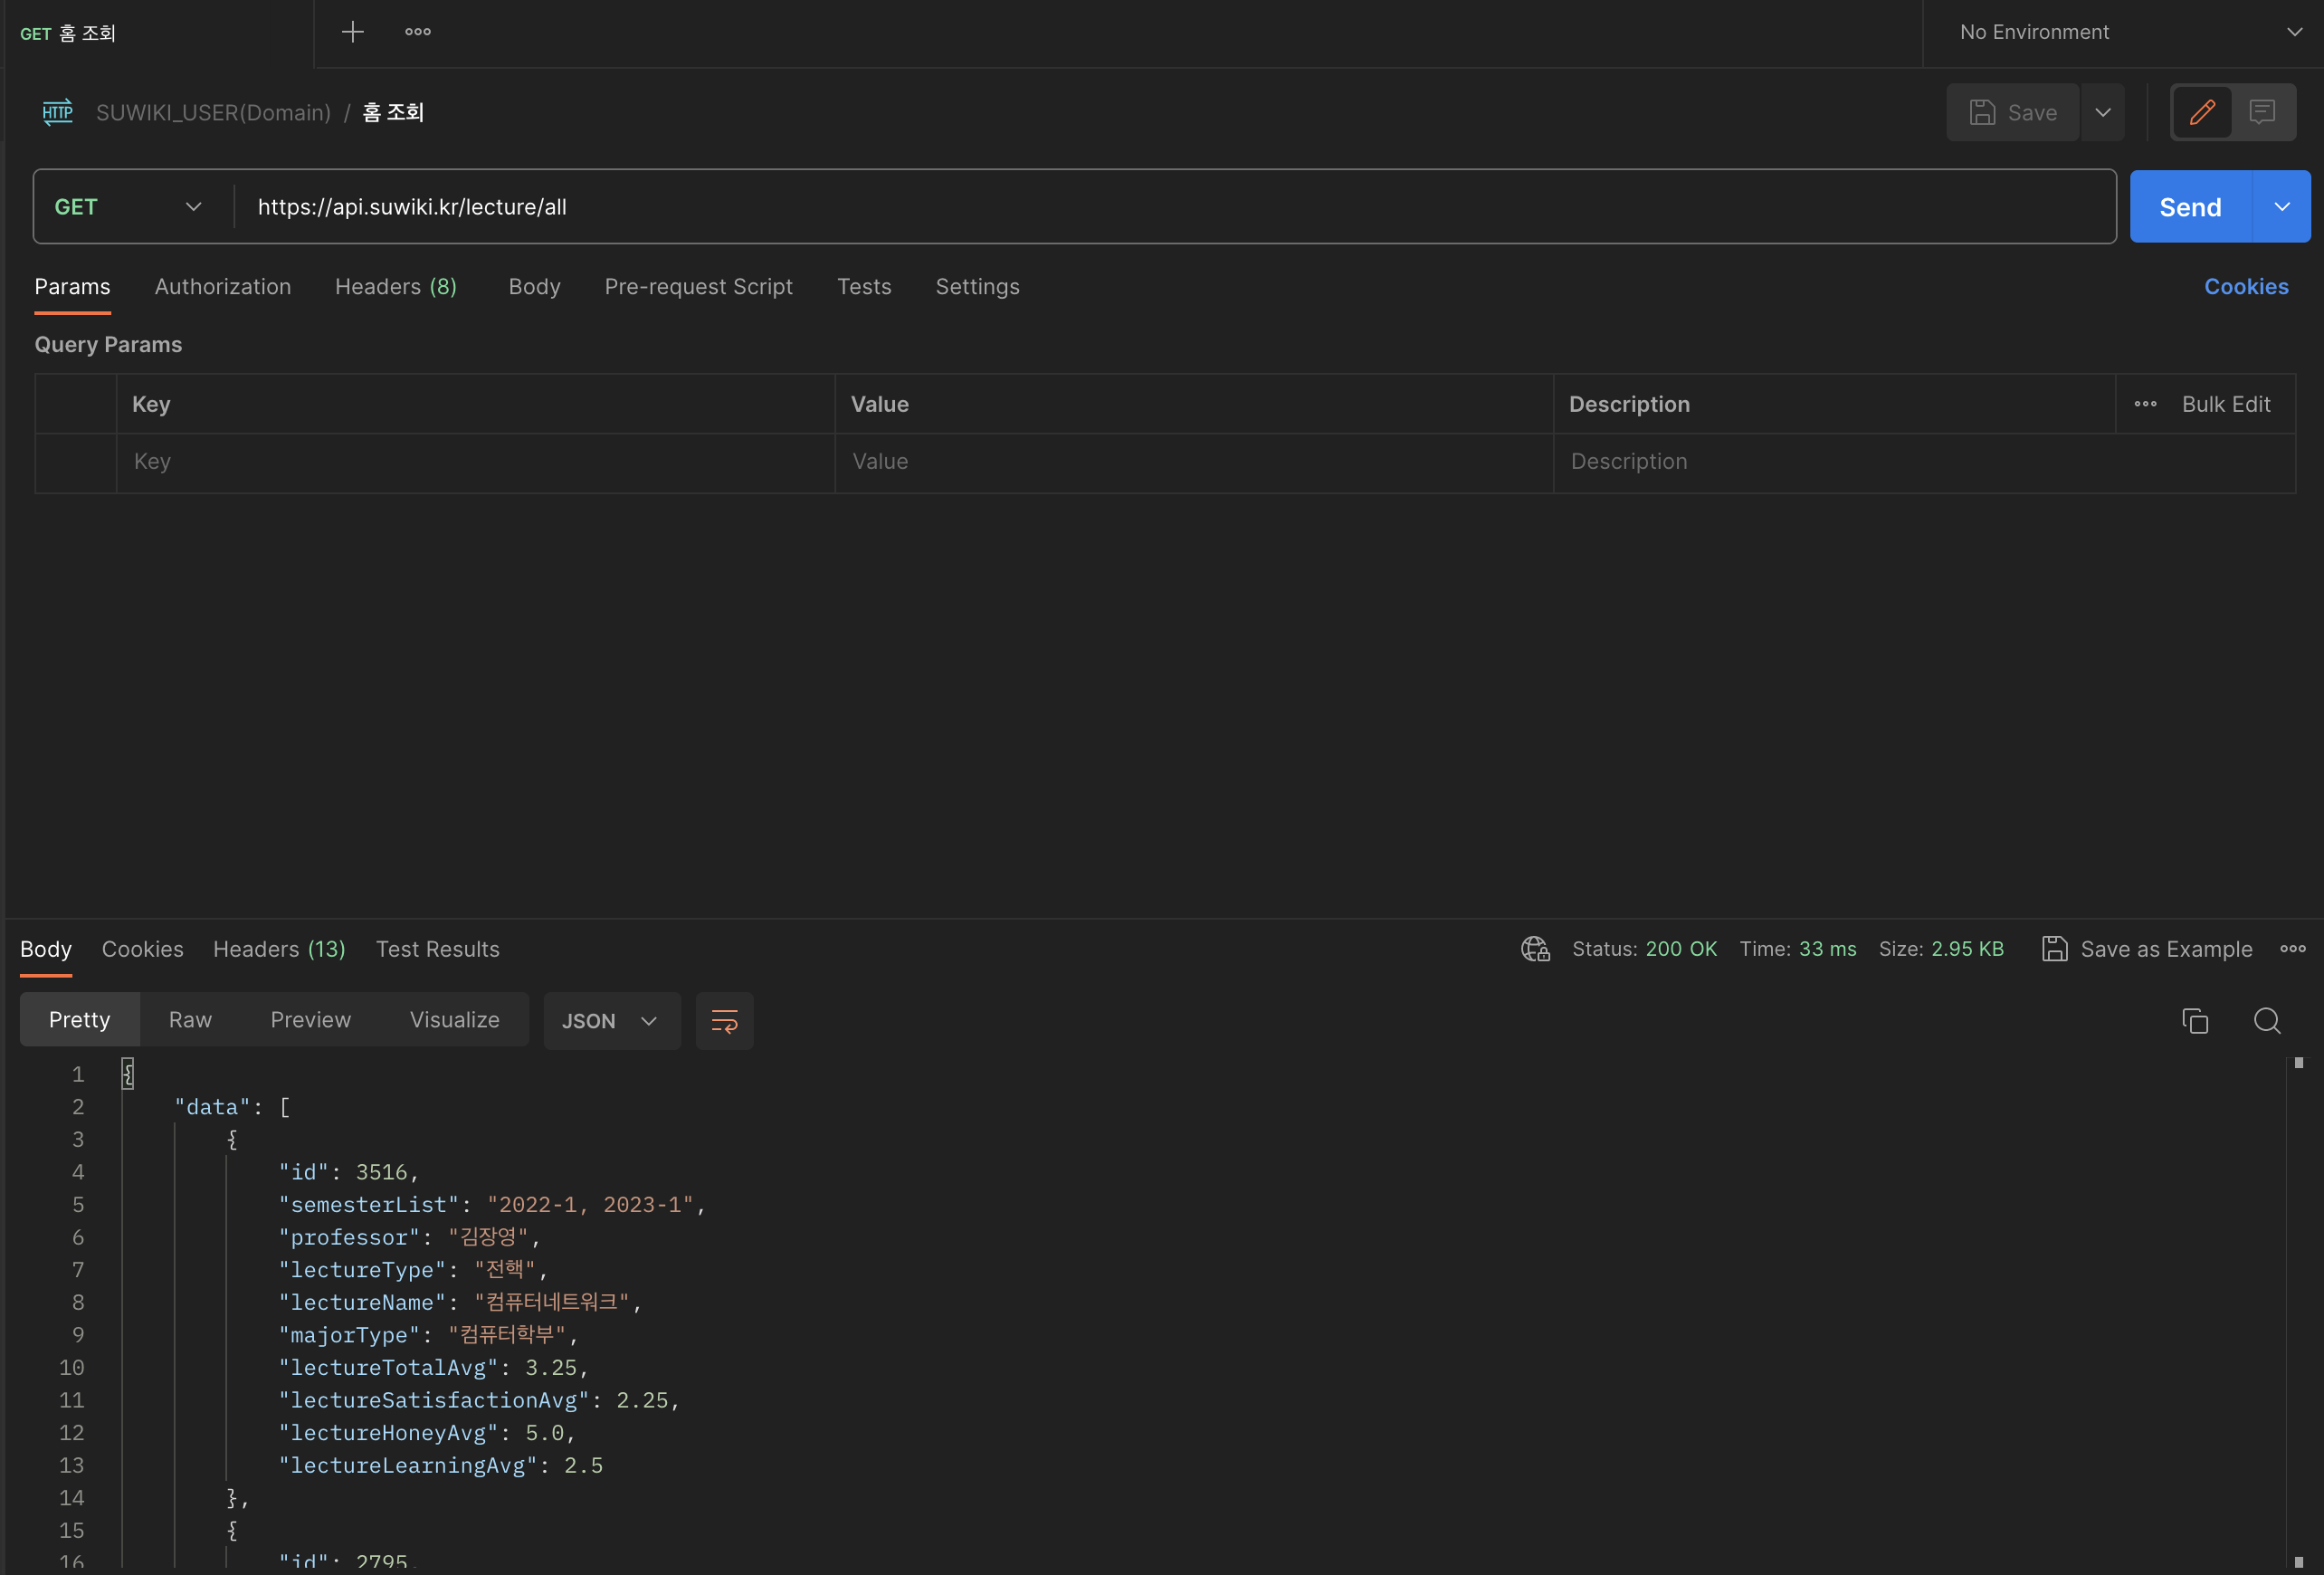 GET 홈 조회
No Environment
HTTP SUWIKI_USER(Domain) / 홈 조회
Save
GET https://api.suwiki.kr/lecture/all
Send
Params Authorization Headers (8) Body Pre-request Script Tests Settings Cookies
Query Params
Key Value Description Bulk Edit
Key Value Description
Body Cookies Headers (13) Test Results Status: 200 OK Time: 33 ms Size: 2.95 KB Save as Example
Pretty Raw Preview Visualize JSON
1 {
2 "data": [
3 {
4 "id": 3516,
5 "semesterList": "2022-1, 2023-1",
6 "professor": "김장영",
7 "lectureType": "전핵",
8 "lectureName": "컴퓨터네트워크",
9 "majorType": "컴퓨터학부",
10 "lectureTotalAvg": 3.25,
11 "lectureSatisfactionAvg": 2.25,
12 "lectureHoneyAvg": 5.0,
13 "lectureLearningAvg": 2.5
14 },
15 {
16 "id": 2795,